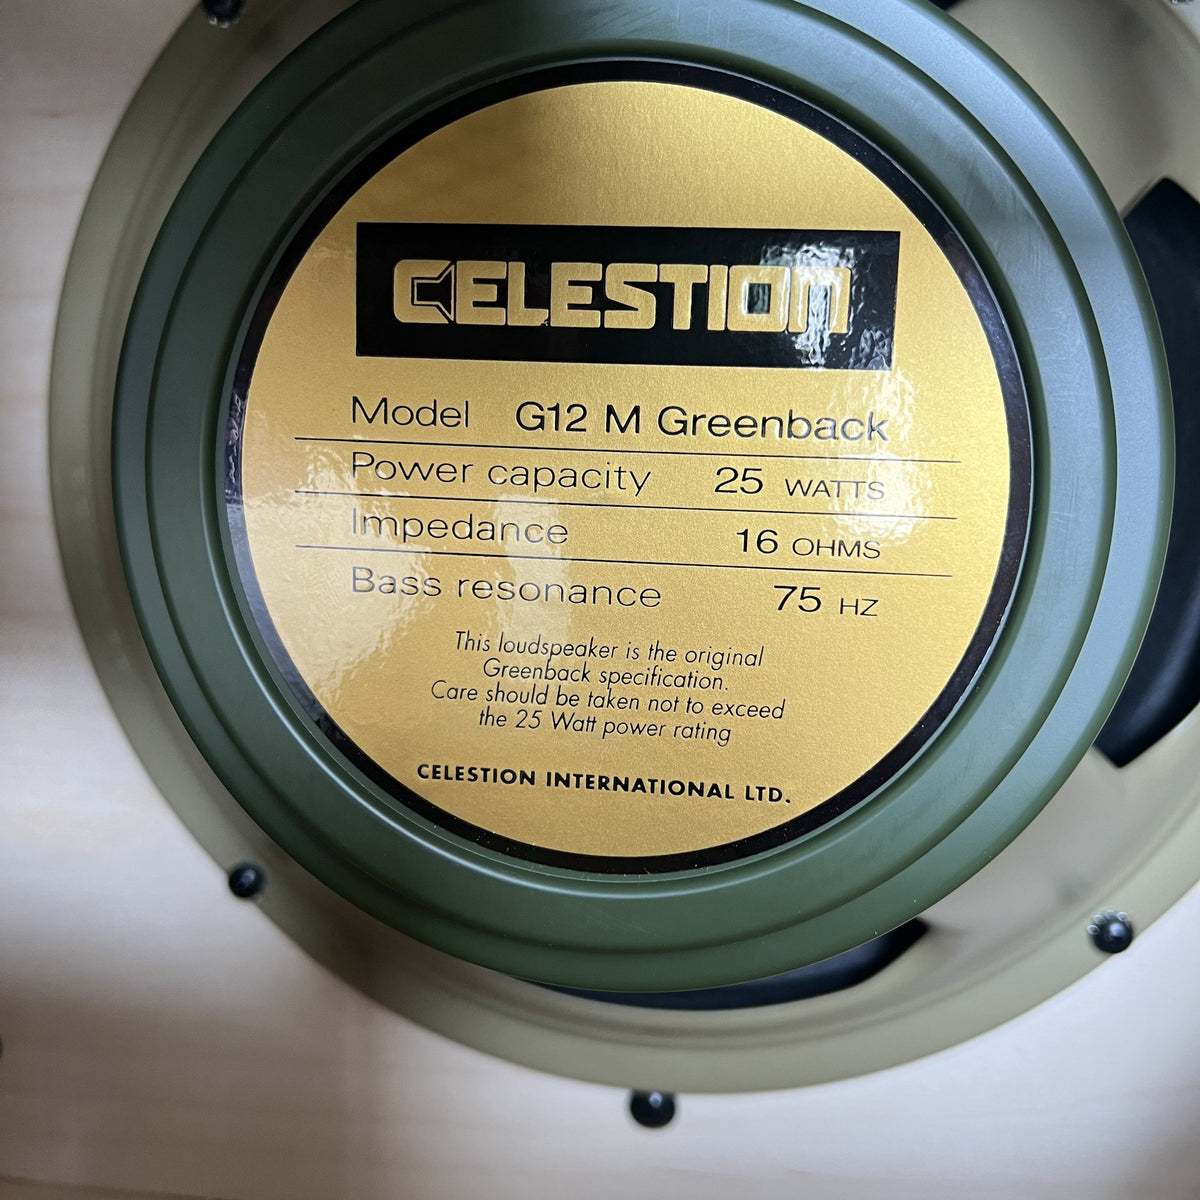 CELESTION
Model G12 M Greenback
Power capacity 25 WATTS
Impedance 16 OHMS
Bass resonance 75 HZ
This loudspeaker is the original
Greenback specification.
Care should be taken not to exceed
the 25 Watt power rating
CELESTION INTERNATIONAL LTD.